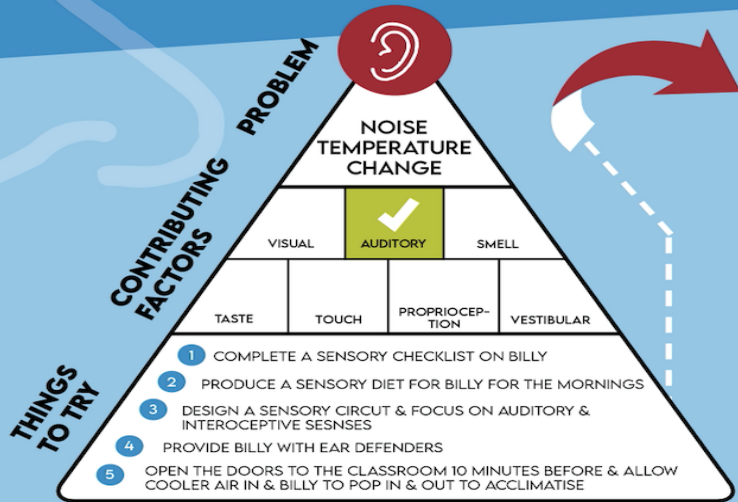 PROBLEM
NOISE
TEMPERATURE
CHANGE
CONTRIBUTING
FACTORS
VISUAL
AUDITORY
SMELL
TASTE
TOUCH
PROPRIOCEP-
TION
VESTIBULAR
THINGS
TO TRY
1 COMPLETE A SENSORY CHECKLIST ON BILLY
2 PRODUCE A SENSORY DIET FOR BILLY FOR THE MORNINGS
3 DESIGN A SENSORY CIRCUT & FOCUS ON AUDITORY &
INTEROCEPTIVE SESNSES
4 PROVIDE BILLY WITH EAR DEFENDERS
5 OPEN THE DOORS TO THE CLASSROOM 10 MINUTES BEFORE & ALLOW
COOLER AIR IN & BILLY TO POP IN & OUT TO ACCLIMATISE